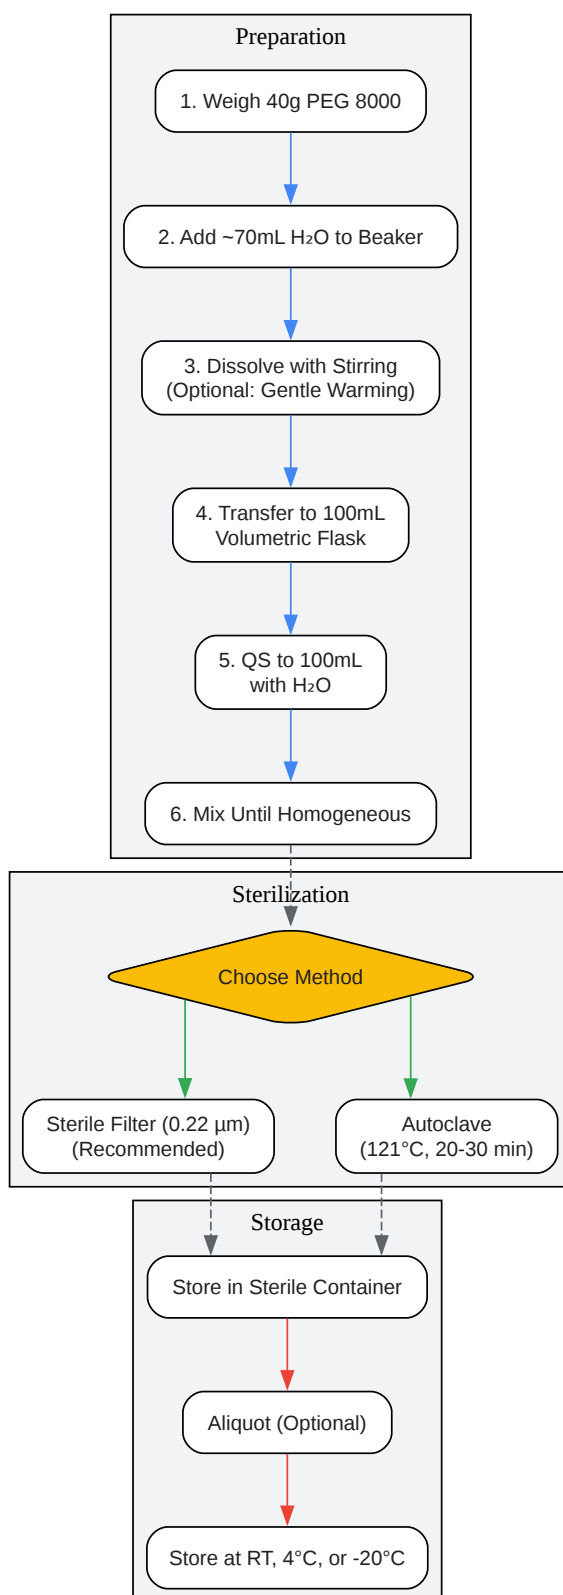 Preparation
1. Weigh 40g PEG 8000
2. Add ~70mL H₂O to Beaker
3. Dissolve with Stirring
(Optional: Gentle Warming)
4. Transfer to 100mL
Volumetric Flask
5. QS to 100mL
with H₂O
6. Mix Until Homogeneous
Sterilization
Choose Method
Sterile Filter (0.22 µm)
(Recommended)
Autoclave
(121°C, 20-30 min)
Storage
Store in Sterile Container
Aliquot (Optional)
Store at RT, 4°C, or -20°C